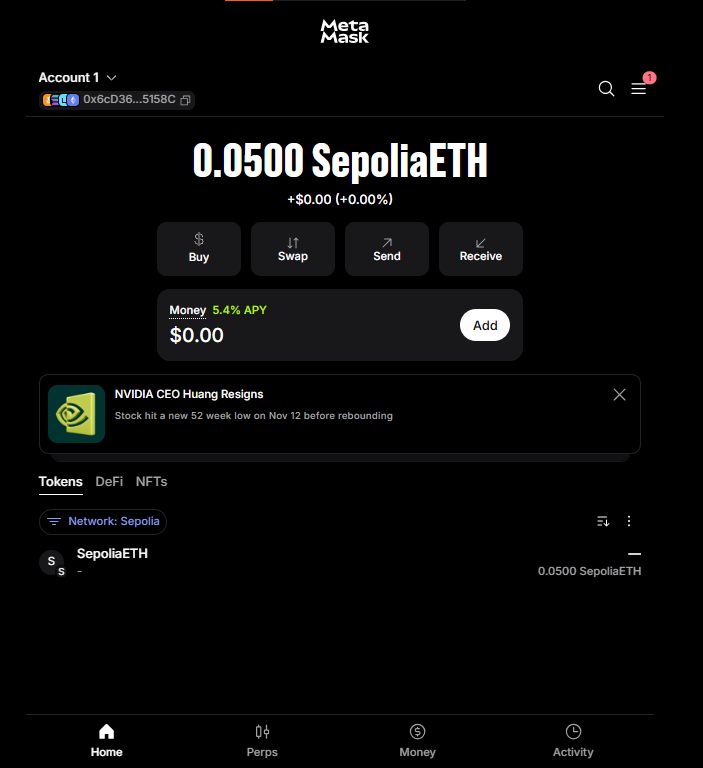 Meta
Mask
Account 1
1
0x6cD36...5158C
0.0500 SepoliaETH
+$0.00 (+0.00%)
Buy
Swap
Send
Receive
Money 5.4% APY
$0.00
Add
NVIDIA CEO Huang Resigns
Stock hit a new 52 week low on Nov 12 before rebounding
Tokens DeFi NFTs
Network: Sepolia
S
S
SepoliaETH
-
—
0.0500 SepoliaETH
Home
Perps
Money
Activity